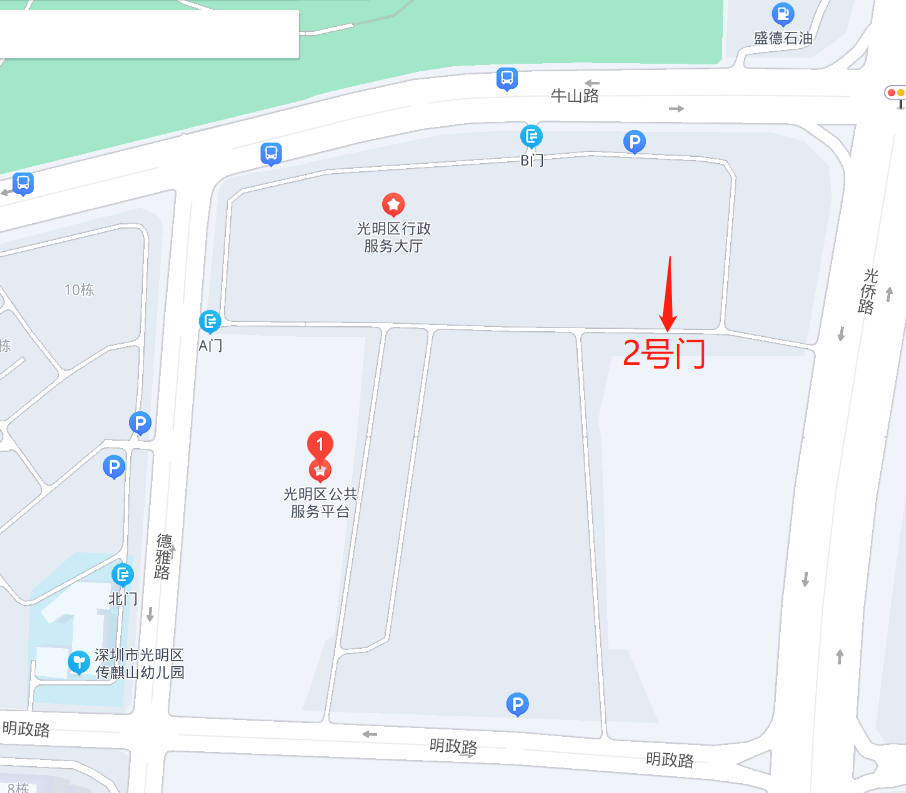 盛德石油
牛山路
B门
P
光明区行政
服务大厅
10栋
光侨路
A门
2号门
栋
P
1
P
光明区公共
服务平台
德雅路
北门
深圳市光明区
传麒山幼儿园
P
明政路
明政路
明政路
8栋